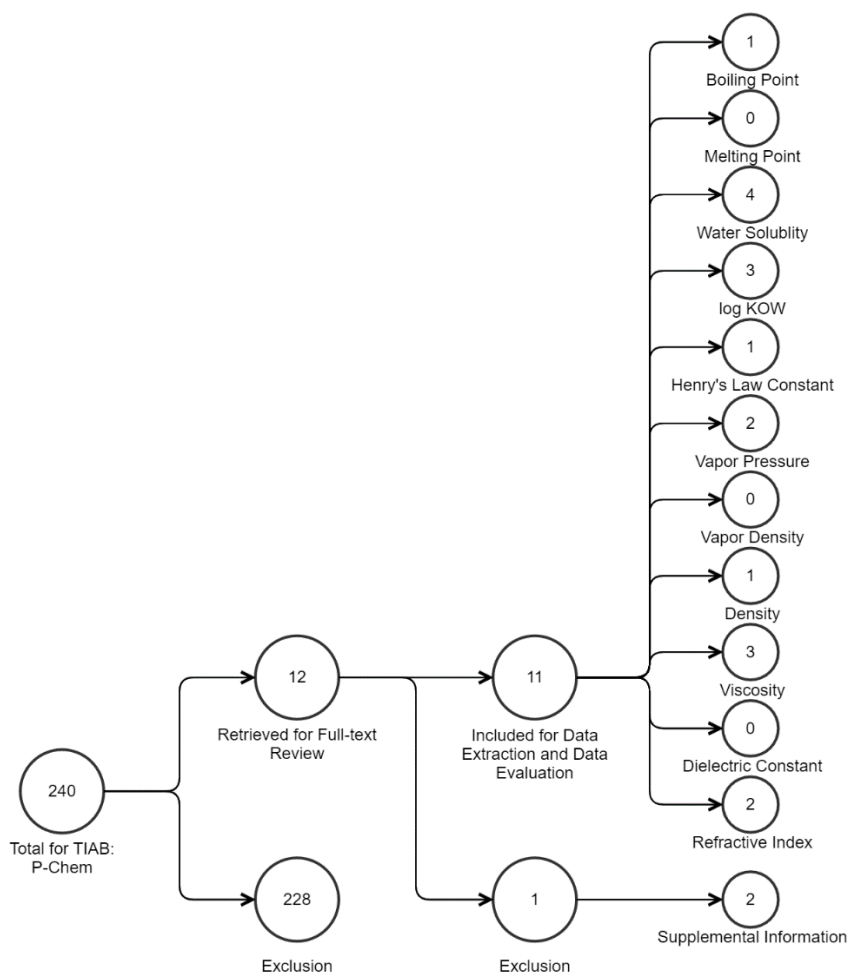 1
Boiling Point
0
Melting Point
4
Water Solublity
3
log KOW
1
Henry's Law Constant
2
Vapor Pressure
0
Vapor Density
1
Density
3
Viscosity
0
Dielectric Constant
2
Refractive Index
12
Retrieved for Full-text
Review
11
Included for Data
Extraction and Data
Evaluation
240
Total for TIAB:
P-Chem
228
Exclusion
1
Exclusion
2
Supplemental Information